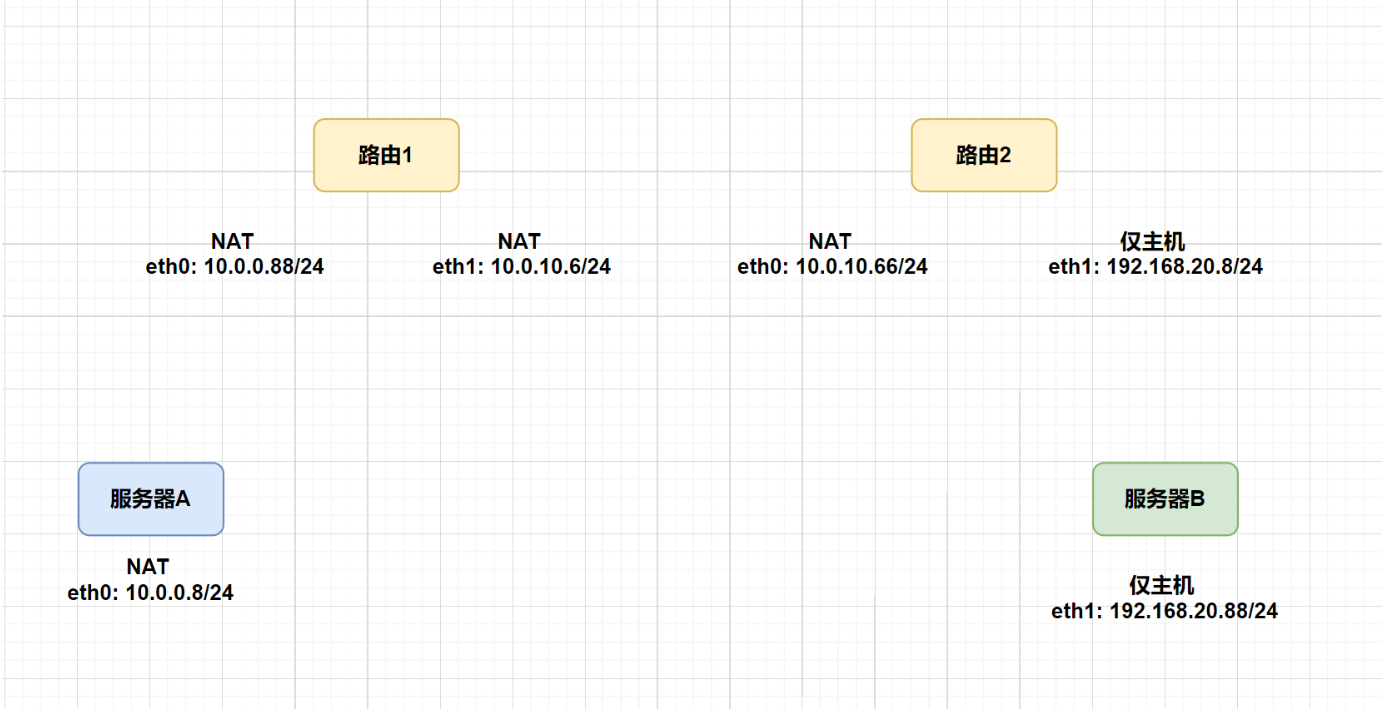 路由1
路由2
NAT
eth0: 10.0.0.88/24
NAT
eth1: 10.0.10.6/24
NAT
eth0: 10.0.10.66/24
仅主机
eth1: 192.168.20.8/24
服务器A
NAT
eth0: 10.0.0.8/24
服务器B
仅主机
eth1: 192.168.20.88/24